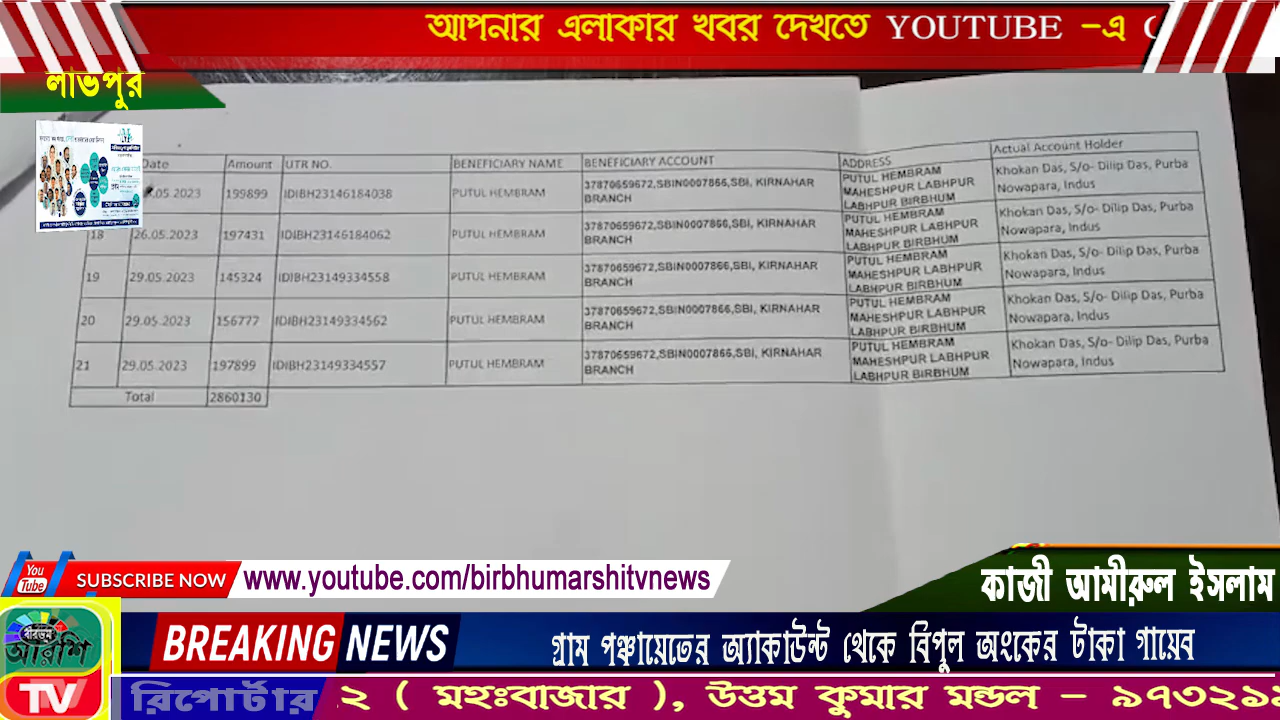 আপনার এলাকার খবর দেখতে YOUTUBE -এ
লাভপুর
Date Amount UTR NO. BENEFICIARY NAME BENEFICIARY ACCOUNT ADDRESS Actual Account Holder
.05.2023 199899 IDIBH23146184038 PUTUL HEMBRAM 37870659672,SBIN0007866,SBI, KIRNAHAR BRANCH PUTUL HEMBRAM MAHESHPUR LABHPUR LABHPUR BIRBHUM Khokan Das, S/o- Dilip Das, Purba Nowapara, Indus
18 26.05.2023 197431 IDIBH23146184062 PUTUL HEMBRAM 37870659672,SBIN0007866,SBI, KIRNAHAR BRANCH PUTUL HEMBRAM MAHESHPUR LABHPUR LABHPUR BIRBHUM Khokan Das, S/o- Dilip Das, Purba Nowapara, Indus
19 29.05.2023 145324 IDIBH23149334558 PUTUL HEMBRAM 37870659672,SBIN0007866,SBI, KIRNAHAR BRANCH PUTUL HEMBRAM MAHESHPUR LABHPUR LABHPUR BIRBHUM Khokan Das, S/o- Dilip Das, Purba Nowapara, Indus
20 29.05.2023 156777 IDIBH23149334562 PUTUL HEMBRAM 37870659672,SBIN0007866,SBI, KIRNAHAR BRANCH PUTUL HEMBRAM MAHESHPUR LABHPUR LABHPUR BIRBHUM Khokan Das, S/o- Dilip Das, Purba Nowapara, Indus
21 29.05.2023 197899 IDIBH23149334557 PUTUL HEMBRAM 37870659672,SBIN0007866,SBI, KIRNAHAR BRANCH PUTUL HEMBRAM MAHESHPUR LABHPUR LABHPUR BIRBHUM Khokan Das, S/o- Dilip Das, Purba Nowapara, Indus
Total 2860130
You Tube SUBSCRIBE NOW www.youtube.com/birbhumarshitvnews
কাজী আমীরুল ইসলাম
বীরভূম আরশি TV
BREAKING NEWS গ্রাম পঞ্চায়েতের অ্যাকাউন্ট থেকে বিপুল অংকের টাকা গায়েব
রিপোর্টার ২ ( মহঃবাজার ), উত্তম কুমার মন্ডল – ৯৭৩২১